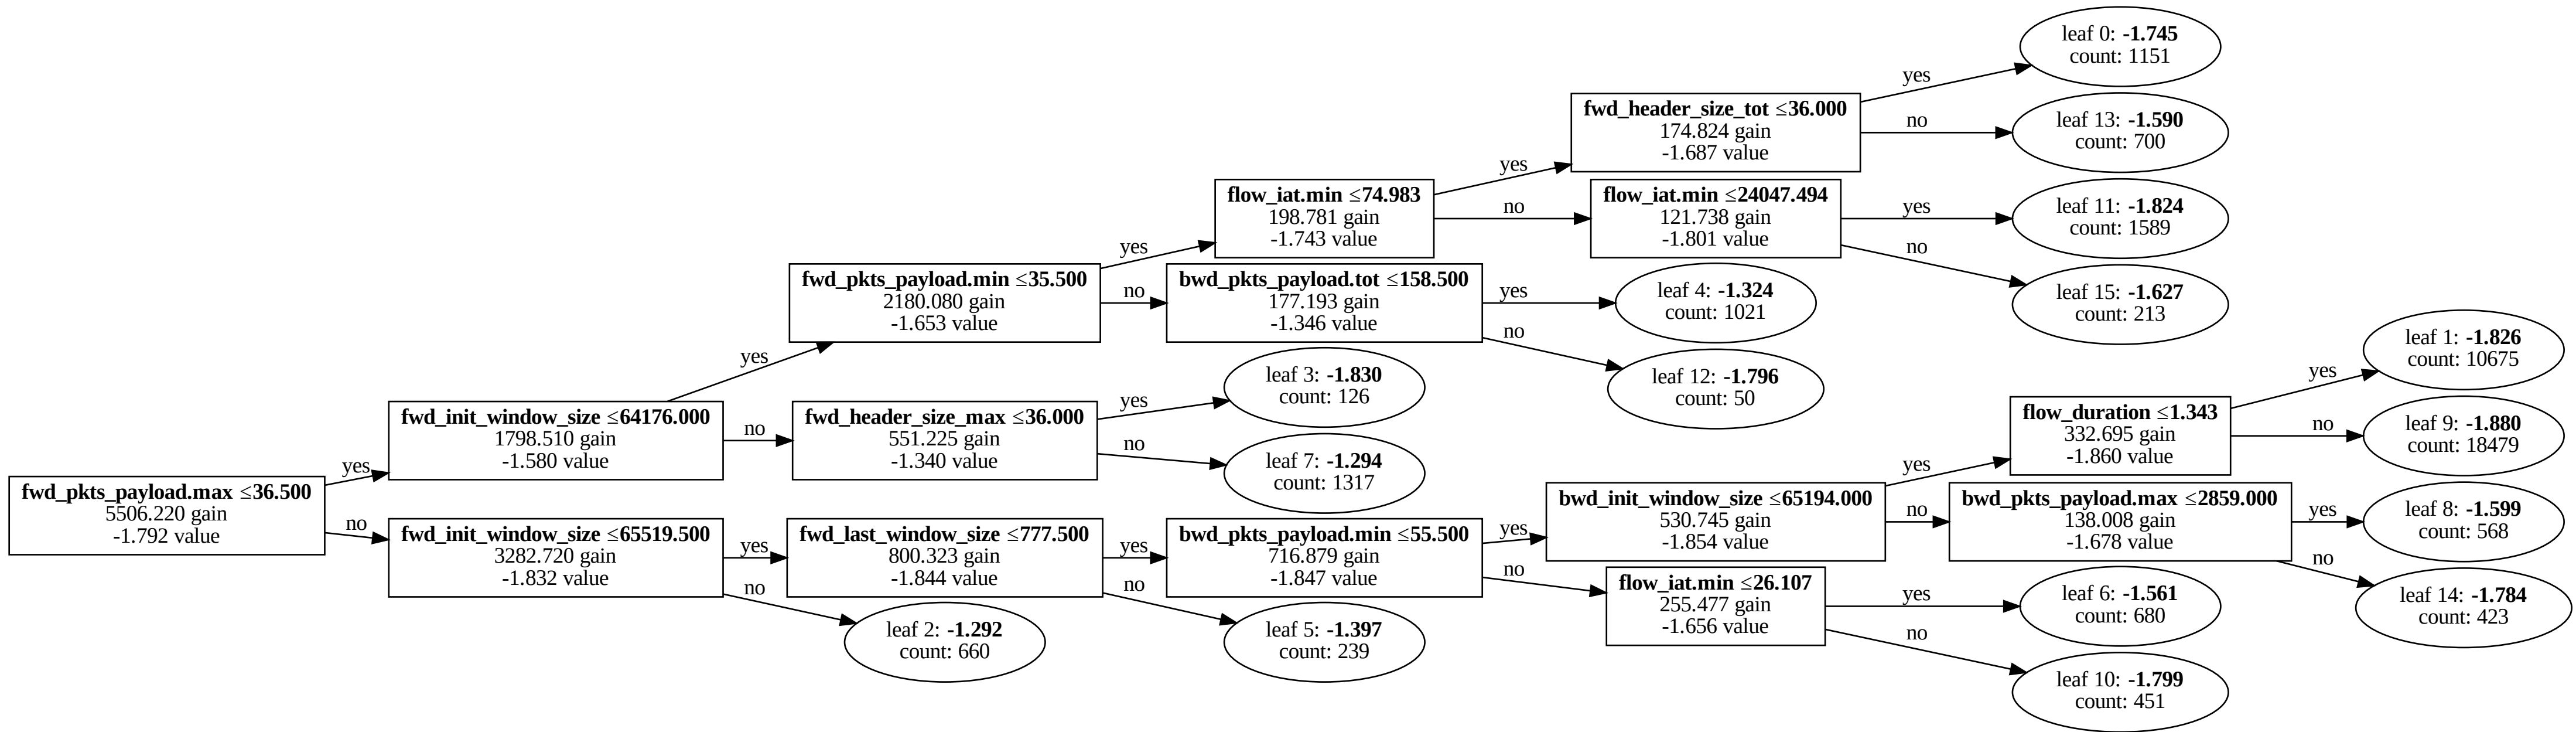 fwd_pkts_payload.max ≤36.500
5506.220 gain
-1.792 value
yes
no
fwd_init_window_size ≤64176.000
1798.510 gain
-1.580 value
yes
no
fwd_init_window_size ≤65519.500
3282.720 gain
-1.832 value
yes
no
fwd_pkts_payload.min ≤35.500
2180.080 gain
-1.653 value
yes
no
fwd_header_size_max ≤36.000
551.225 gain
-1.340 value
yes
no
fwd_last_window_size ≤777.500
800.323 gain
-1.844 value
yes
no
leaf 2: -1.292
count: 660
flow_iat.min ≤74.983
198.781 gain
-1.743 value
yes
no
bwd_pkts_payload.tot ≤158.500
177.193 gain
-1.346 value
yes
no
leaf 3: -1.830
count: 126
leaf 7: -1.294
count: 1317
bwd_pkts_payload.min ≤55.500
716.879 gain
-1.847 value
yes
no
leaf 5: -1.397
count: 239
fwd_header_size_tot ≤36.000
174.824 gain
-1.687 value
yes
no
flow_iat.min ≤24047.494
121.738 gain
-1.801 value
yes
no
leaf 4: -1.324
count: 1021
leaf 12: -1.796
count: 50
bwd_init_window_size ≤65194.000
530.745 gain
-1.854 value
yes
no
flow_iat.min ≤26.107
255.477 gain
-1.656 value
yes
no
leaf 0: -1.745
count: 1151
leaf 13: -1.590
count: 700
leaf 11: -1.824
count: 1589
leaf 15: -1.627
count: 213
flow_duration ≤1.343
332.695 gain
-1.860 value
yes
no
bwd_pkts_payload.max ≤2859.000
138.008 gain
-1.678 value
yes
no
leaf 6: -1.561
count: 680
leaf 10: -1.799
count: 451
leaf 1: -1.826
count: 10675
leaf 9: -1.880
count: 18479
leaf 8: -1.599
count: 568
leaf 14: -1.784
count: 423